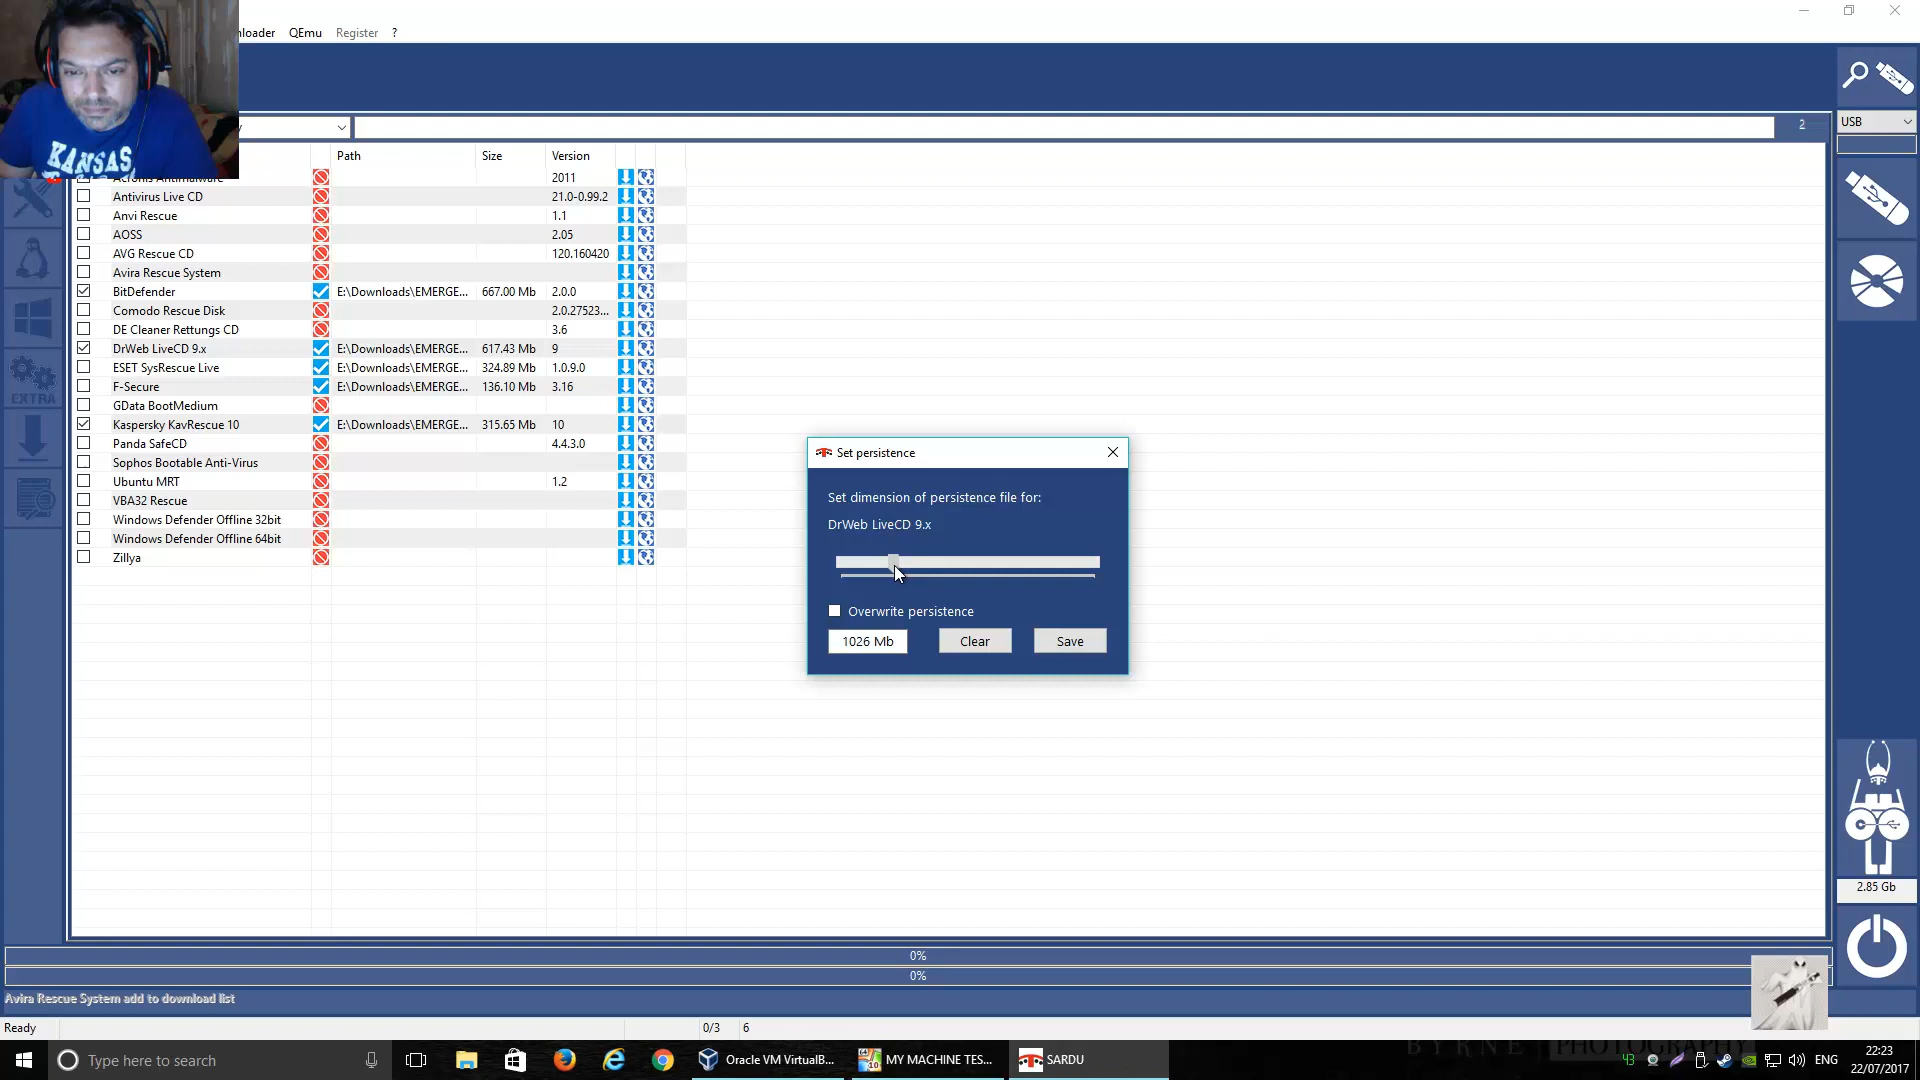 nloader QEmu Register ?
KANSAS
y 2 USB
Path Size Version
Acronis Antimalware 2011
Antivirus Live CD 21.0-0.99.2
Anvi Rescue 1.1
AOSS 2.05
AVG Rescue CD 120.160420
Avira Rescue System
BitDefender E:\Downloads\EMERGE... 667.00 Mb 2.0.0
Comodo Rescue Disk 2.0.27523...
DE Cleaner Rettungs CD 3.6
DrWeb LiveCD 9.x E:\Downloads\EMERGE... 617.43 Mb 9
ESET SysRescue Live E:\Downloads\EMERGE... 324.89 Mb 1.0.9.0
F-Secure E:\Downloads\EMERGE... 136.10 Mb 3.16
EXTRA
GData BootMedium
Kaspersky KavRescue 10 E:\Downloads\EMERGE... 315.65 Mb 10
Panda SafeCD 4.4.3.0
Sophos Bootable Anti-Virus
Ubuntu MRT 1.2
VBA32 Rescue
Windows Defender Offline 32bit
Windows Defender Offline 64bit
Zillya
Set persistence
Set dimension of persistence file for:
DrWeb LiveCD 9.x
Overwrite persistence
1026 Mb Clear Save
2.85 Gb
0%
0%
Avira Rescue System add to download list
Ready 0/3 6
BYRNE PHOTOGRAPHY
Type here to search Oracle VM VirtualB... MY MACHINE TES... SARDU 43 ENG
22:23
22/07/2017